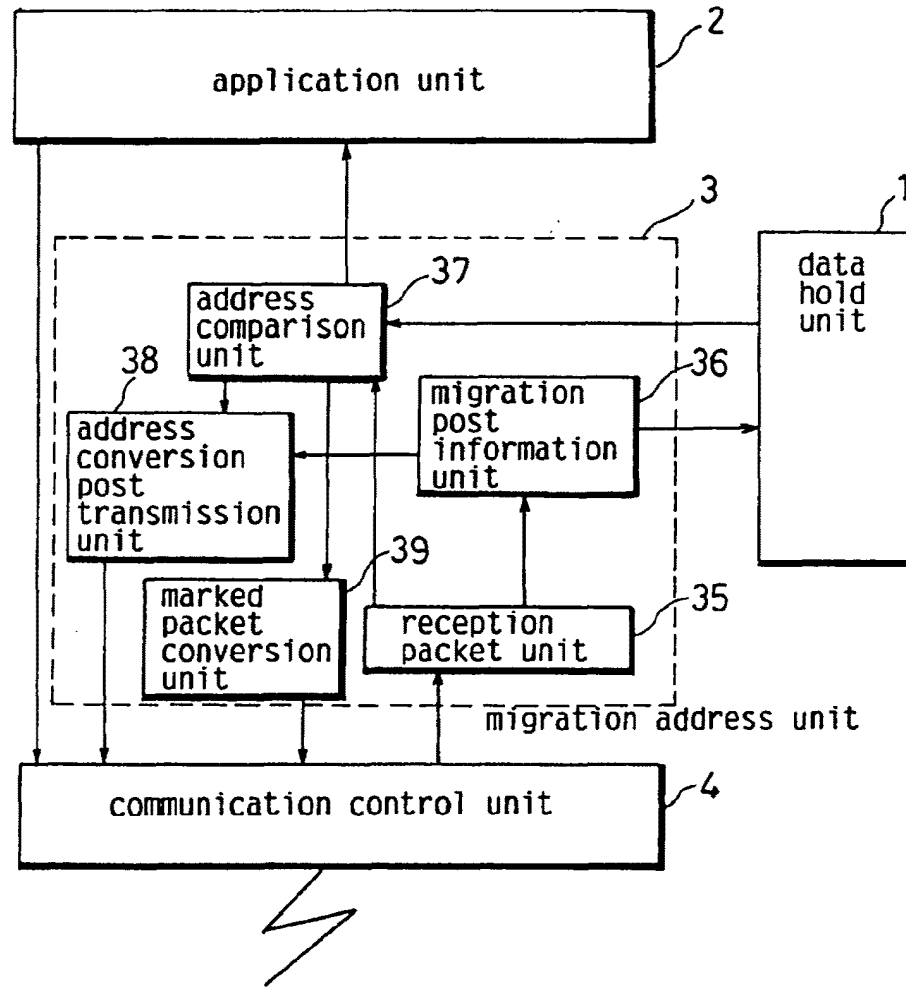 2
application unit
1
3
data
hold
unit
37
address
comparison
unit
38
36
migration
post
information
unit
address
conversion
post
transmission
unit
39
marked
packet
conversion
unit
35
reception
packet unit
migration address unit
communication control unit
4